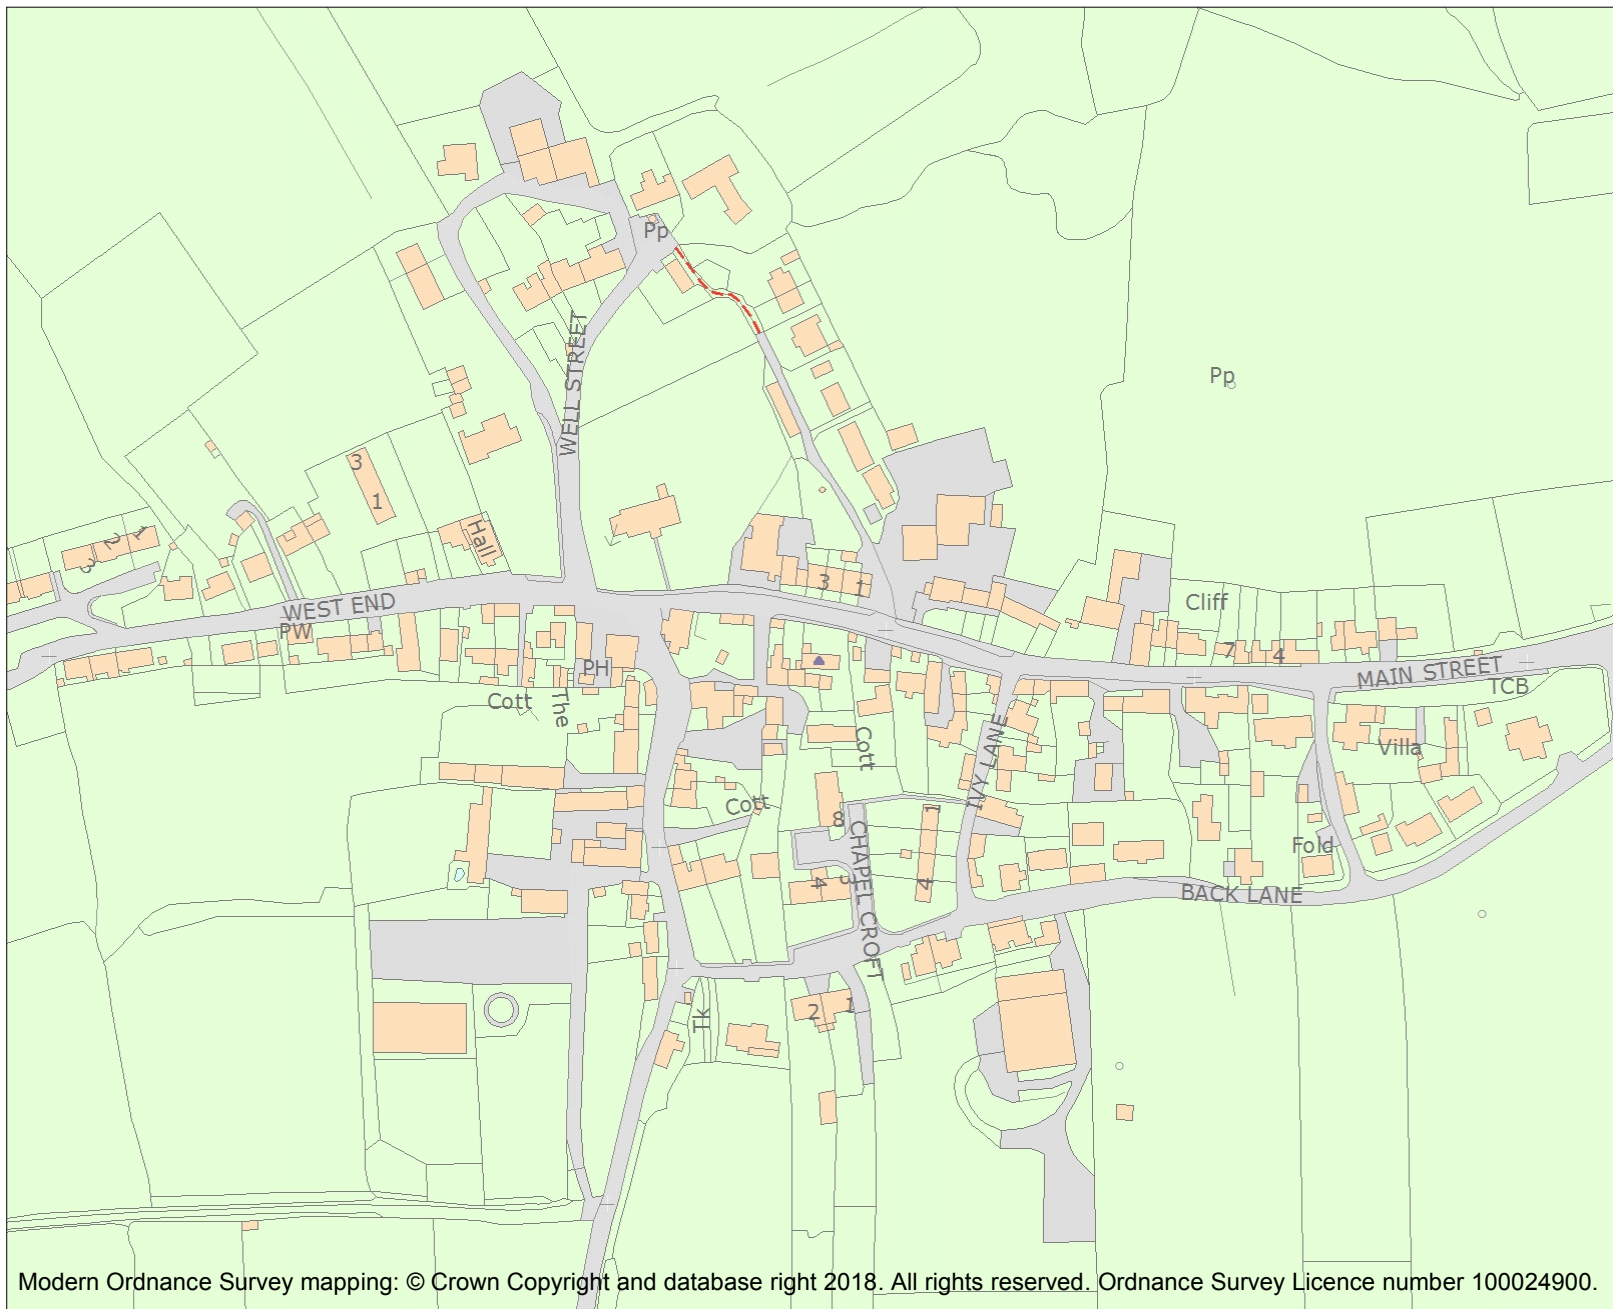 Pp
WELL STREET
Pp
3
1
Hall
1
2
3
3
1
WEST END
PW
Cliff
7
4
PH
MAIN STREET
TCB
Cott
The
IVY LANE
Cott
Villa
Cott
8
1
CHAPEL CROFT
Fold
4
3
4
BACK LANE
Tk
2
1
Modern Ordnance Survey mapping: © Crown Copyright and database right 2018. All rights reserved. Ordnance Survey Licence number 100024900.